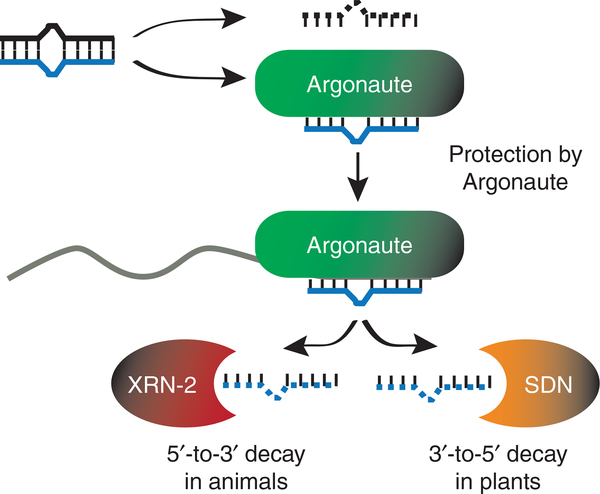 Argonaute
Protection by
Argonaute
Argonaute
XRN-2
SDN
5′-to-3′ decay
in animals
3′-to-5′ decay
in plants